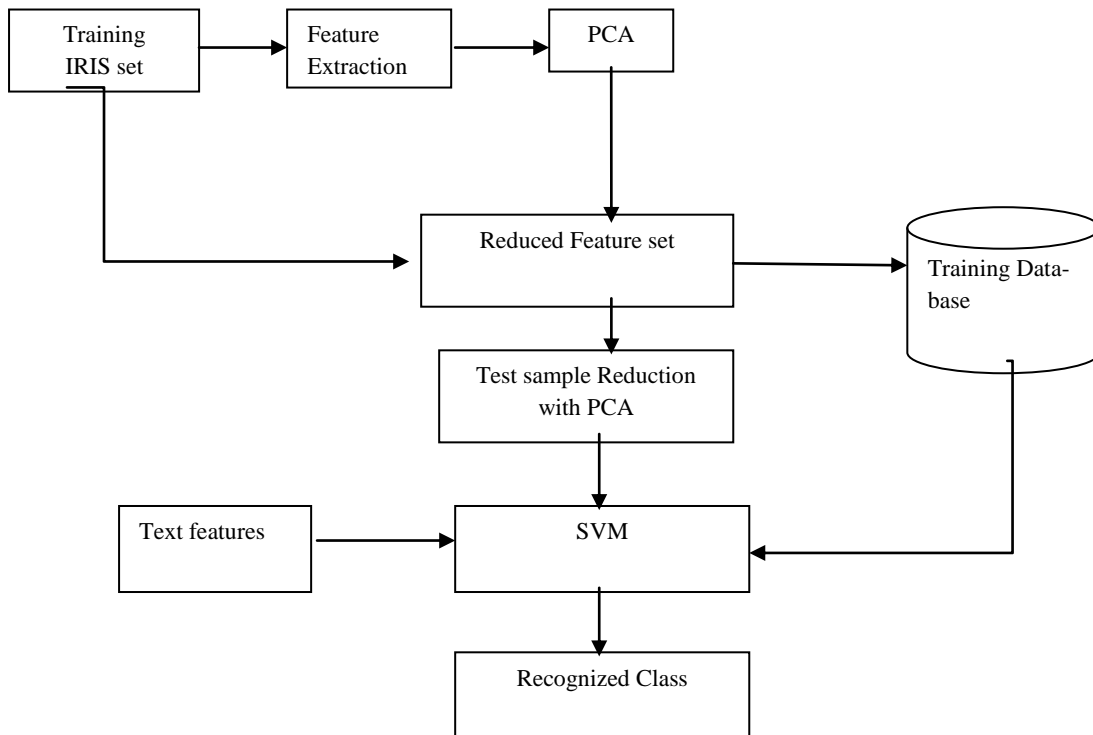 Training
IRIS set
Feature
Extraction
PCA
Reduced Feature set
Training Data-
base
Test sample Reduction
with PCA
Text features
SVM
Recognized Class